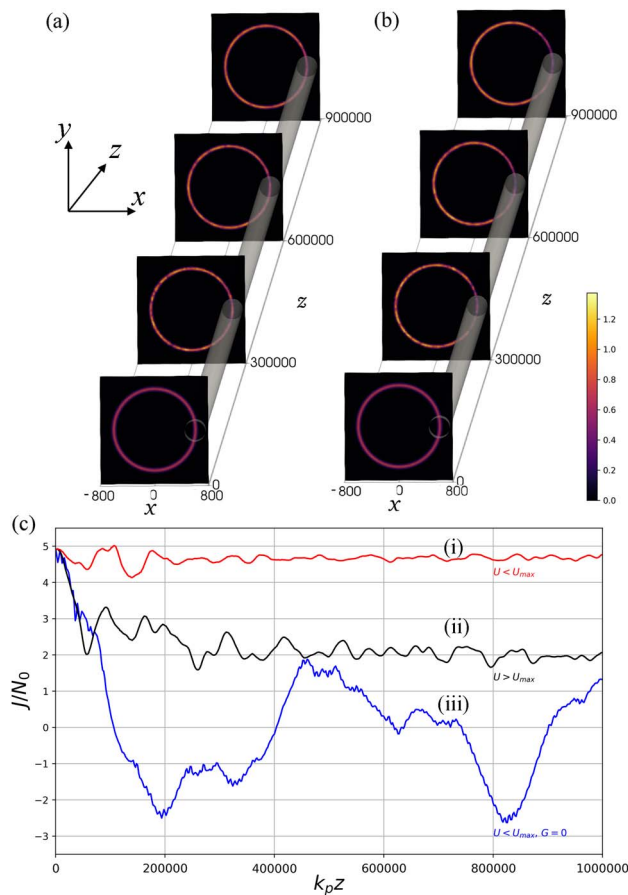 (a)
(b)
y
z
x
900000
900000
600000
600000
z
z
300000
300000
0
0
−800
0
800
−800
0
800
x
x
1.2
1.0
0.8
0.6
0.4
0.2
0.0
(c)
5
4
3
2
1
0
−1
−2
−3
J/N₀
(i)
U < Uₘₐₓ
(ii)
U > Uₘₐₓ
(iii)
U < Uₘₐₓ, G = 0
0
200000
400000
600000
800000
1000000
kₚz